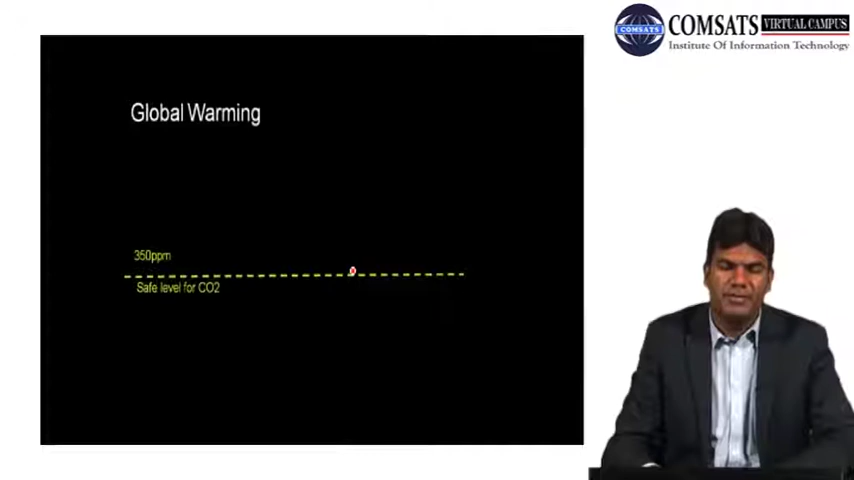 COMSATS VIRTUAL CAMPUS
COMSATS
Institute Of Information Technology
Global Warming
350ppm
Safe level for CO2